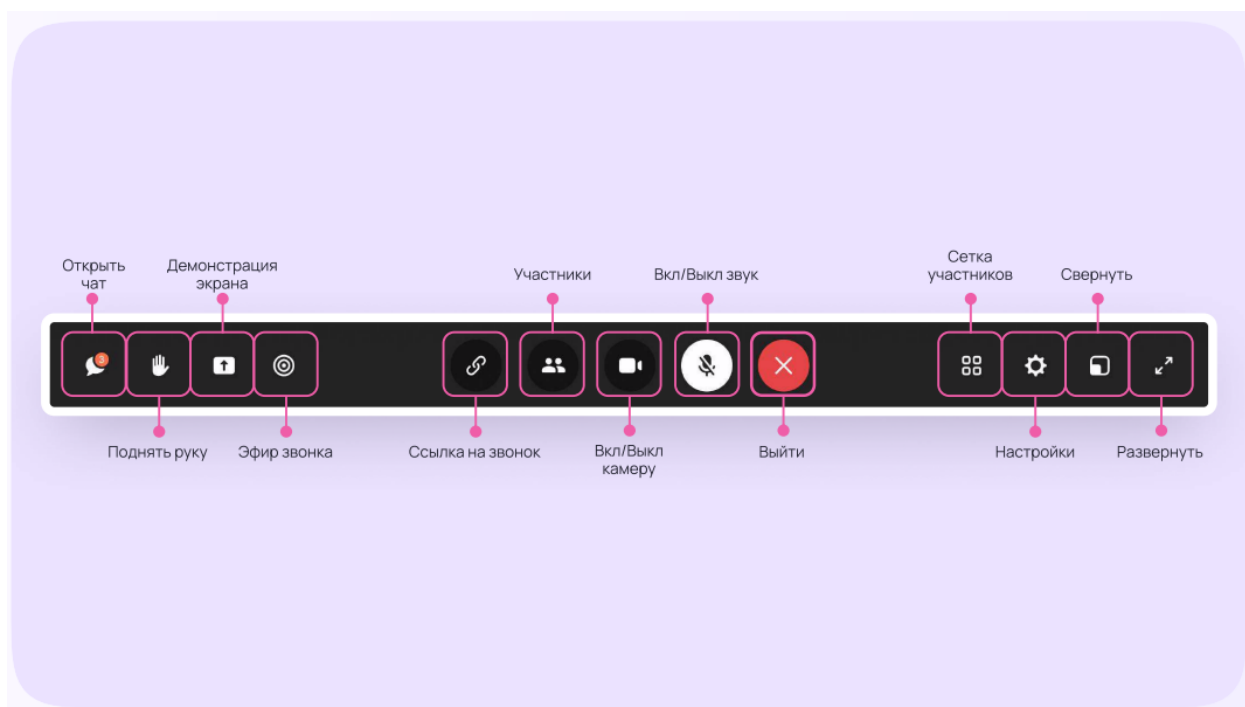 Открыть
чат
Демонстрация
экрана
Участники
Вкл/Выкл звук
Сетка
участников
Свернуть
3
Поднять руку
Эфир звонка
Ссылка на звонок
Вкл/Выкл
камеру
Выйти
Настройки
Развернуть